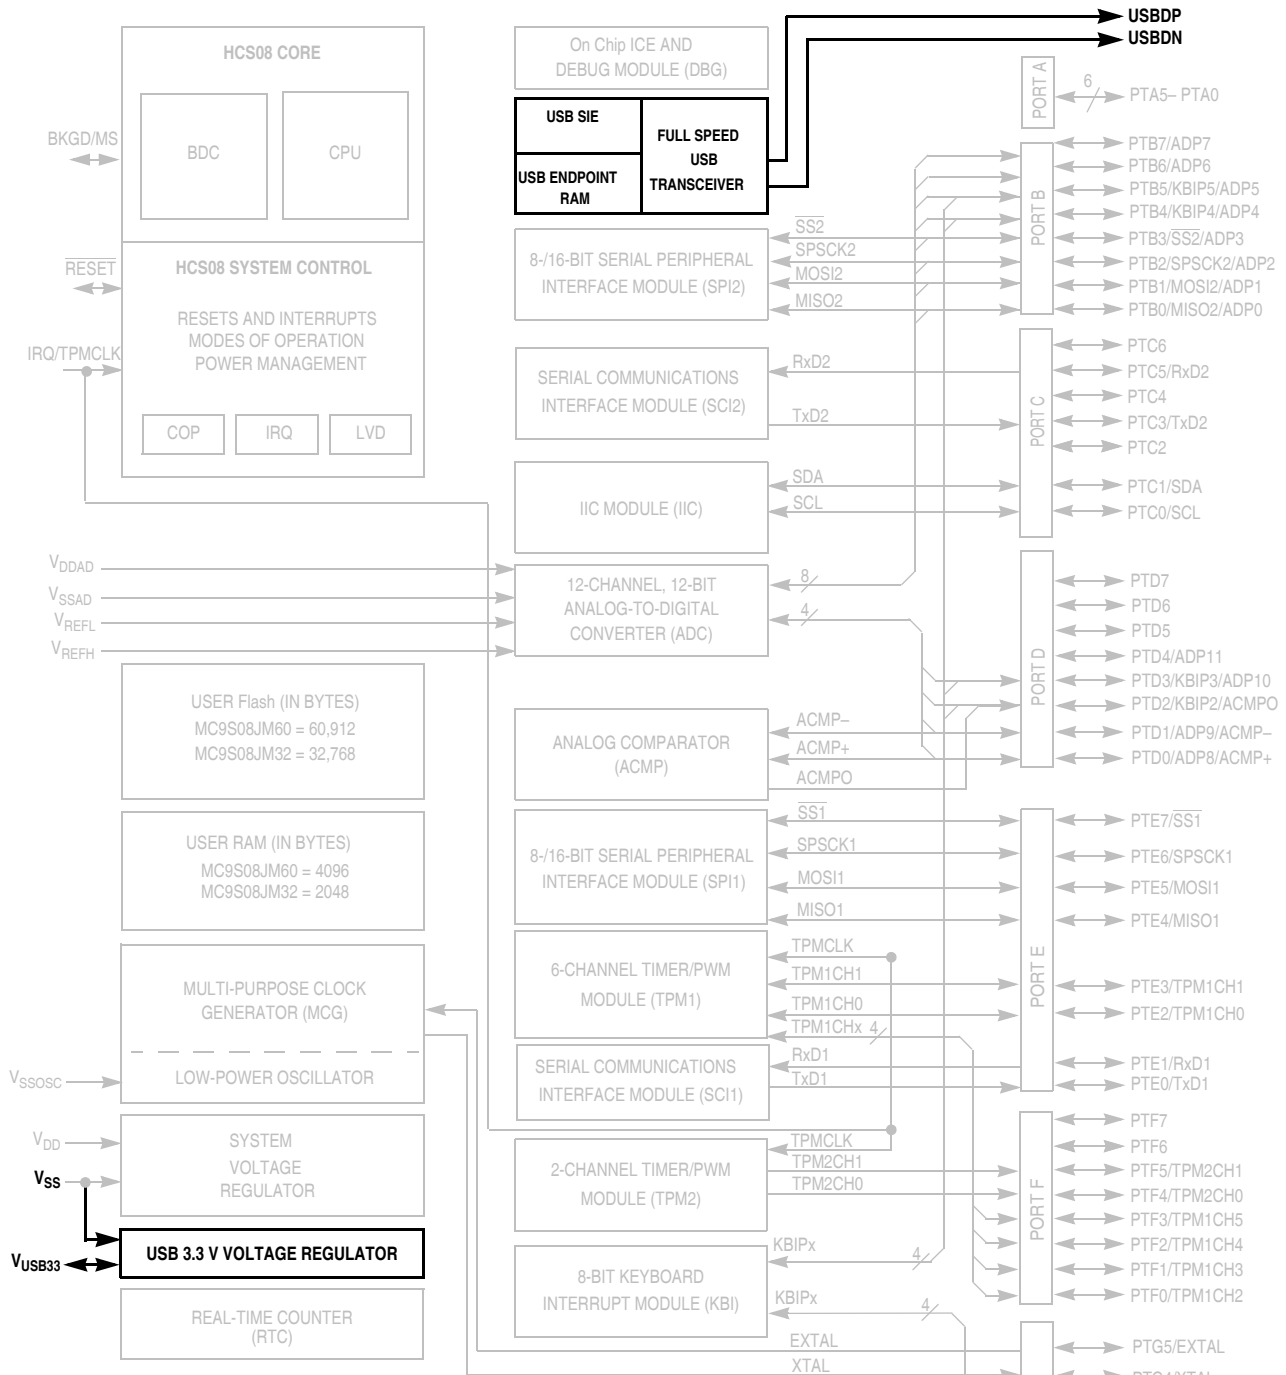 HCS08 CORE
BDC
CPU
BKGD/MS
RESET
HCS08 SYSTEM CONTROL
RESETS AND INTERRUPTS
MODES OF OPERATION
POWER MANAGEMENT
IRQ/TPMCLK
COP
IRQ
LVD
VDDAD
VSSAD
VREFL
VREFH
USER Flash (IN BYTES)
MC9S08JM60 = 60,912
MC9S08JM32 = 32,768
USER RAM (IN BYTES)
MC9S08JM60 = 4096
MC9S08JM32 = 2048
MULTI-PURPOSE CLOCK
GENERATOR (MCG)
LOW-POWER OSCILLATOR
VSSOSC
VDD
VSS
SYSTEM
VOLTAGE
REGULATOR
USB 3.3 V VOLTAGE REGULATOR
VUSB33
REAL-TIME COUNTER
(RTC)
On Chip ICE AND
DEBUG MODULE (DBG)
USB SIE
USB ENDPOINT
RAM
FULL SPEED
USB
TRANSCEIVER
USBDP
USBDN
8-/16-BIT SERIAL PERIPHERAL
INTERFACE MODULE (SPI2)
SS2
SPSCK2
MOSI2
MISO2
SERIAL COMMUNICATIONS
INTERFACE MODULE (SCI2)
RxD2
TxD2
IIC MODULE (IIC)
SDA
SCL
12-CHANNEL, 12-BIT
ANALOG-TO-DIGITAL
CONVERTER (ADC)
8
4
ANALOG COMPARATOR
(ACMP)
ACMP–
ACMP+
ACMPO
8-/16-BIT SERIAL PERIPHERAL
INTERFACE MODULE (SPI1)
SS1
SPSCK1
MOSI1
MISO1
6-CHANNEL TIMER/PWM
MODULE (TPM1)
TPMCLK
TPM1CH1
TPM1CH0
TPM1CHx 4
SERIAL COMMUNICATIONS
INTERFACE MODULE (SCI1)
RxD1
TxD1
2-CHANNEL TIMER/PWM
MODULE (TPM2)
TPMCLK
TPM2CH1
TPM2CH0
8-BIT KEYBOARD
INTERRUPT MODULE (KBI)
KBIPx
4
KBIPx
4
EXTAL
XTAL
PORT A
6
PTA5– PTA0
PORT B
PTB7/ADP7
PTB6/ADP6
PTB5/KBIP5/ADP5
PTB4/KBIP4/ADP4
PTB3/SS2/ADP3
PTB2/SPSCK2/ADP2
PTB1/MOSI2/ADP1
PTB0/MISO2/ADP0
PORT C
PTC6
PTC5/RxD2
PTC4
PTC3/TxD2
PTC2
PTC1/SDA
PTC0/SCL
PORT D
PTD7
PTD6
PTD5
PTD4/ADP11
PTD3/KBIP3/ADP10
PTD2/KBIP2/ACMPO
PTD1/ADP9/ACMP–
PTD0/ADP8/ACMP+
PORT E
PTE7/SS1
PTE6/SPSCK1
PTE5/MOSI1
PTE4/MISO1
PTE3/TPM1CH1
PTE2/TPM1CH0
PTE1/RxD1
PTE0/TxD1
PORT F
PTF7
PTF6
PTF5/TPM2CH1
PTF4/TPM2CH0
PTF3/TPM1CH5
PTF2/TPM1CH4
PTF1/TPM1CH3
PTF0/TPM1CH2
PTG5/EXTAL